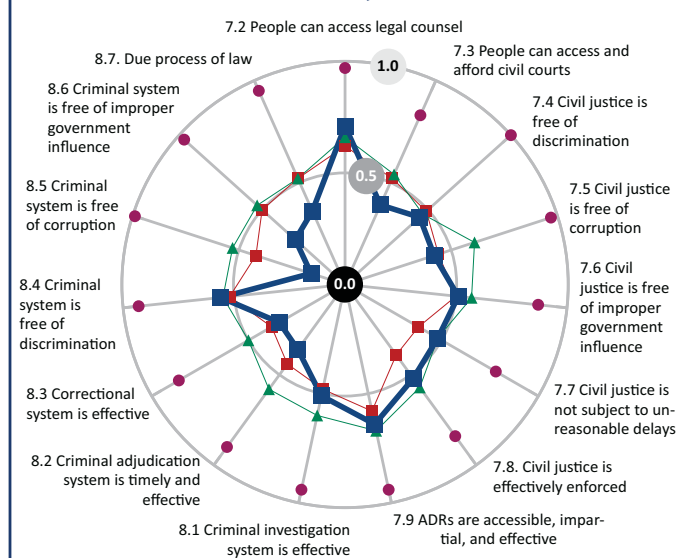 7.2 People can access legal counsel
7.3 People can access and
afford civil courts
7.4 Civil justice is
free of
discrimination
7.5 Civil justice
is free of
corruption
7.6 Civil
justice is free
of improper
government
influence
7.7 Civil justice is
not subject to un-
reasonable delays
7.8. Civil justice is
effectively enforced
7.9 ADRs are accessible, impar-
tial, and effective
8.1 Criminal investigation
system is effective
8.2 Criminal adjudication
system is timely and
effective
8.3 Correctional
system is effective
8.4 Criminal
system is
free of
discrimination
8.5 Criminal
system is free
of corruption
8.6 Criminal system
is free of improper
government
influence
8.7. Due process of law
1.0
0.5
0.0